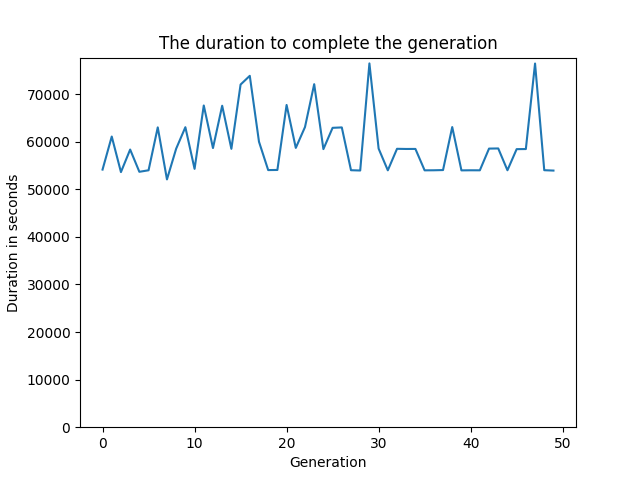 The duration to complete the generation
Duration in seconds
70000
60000
50000
40000
30000
20000
10000
0
0 10 20 30 40 50
Generation